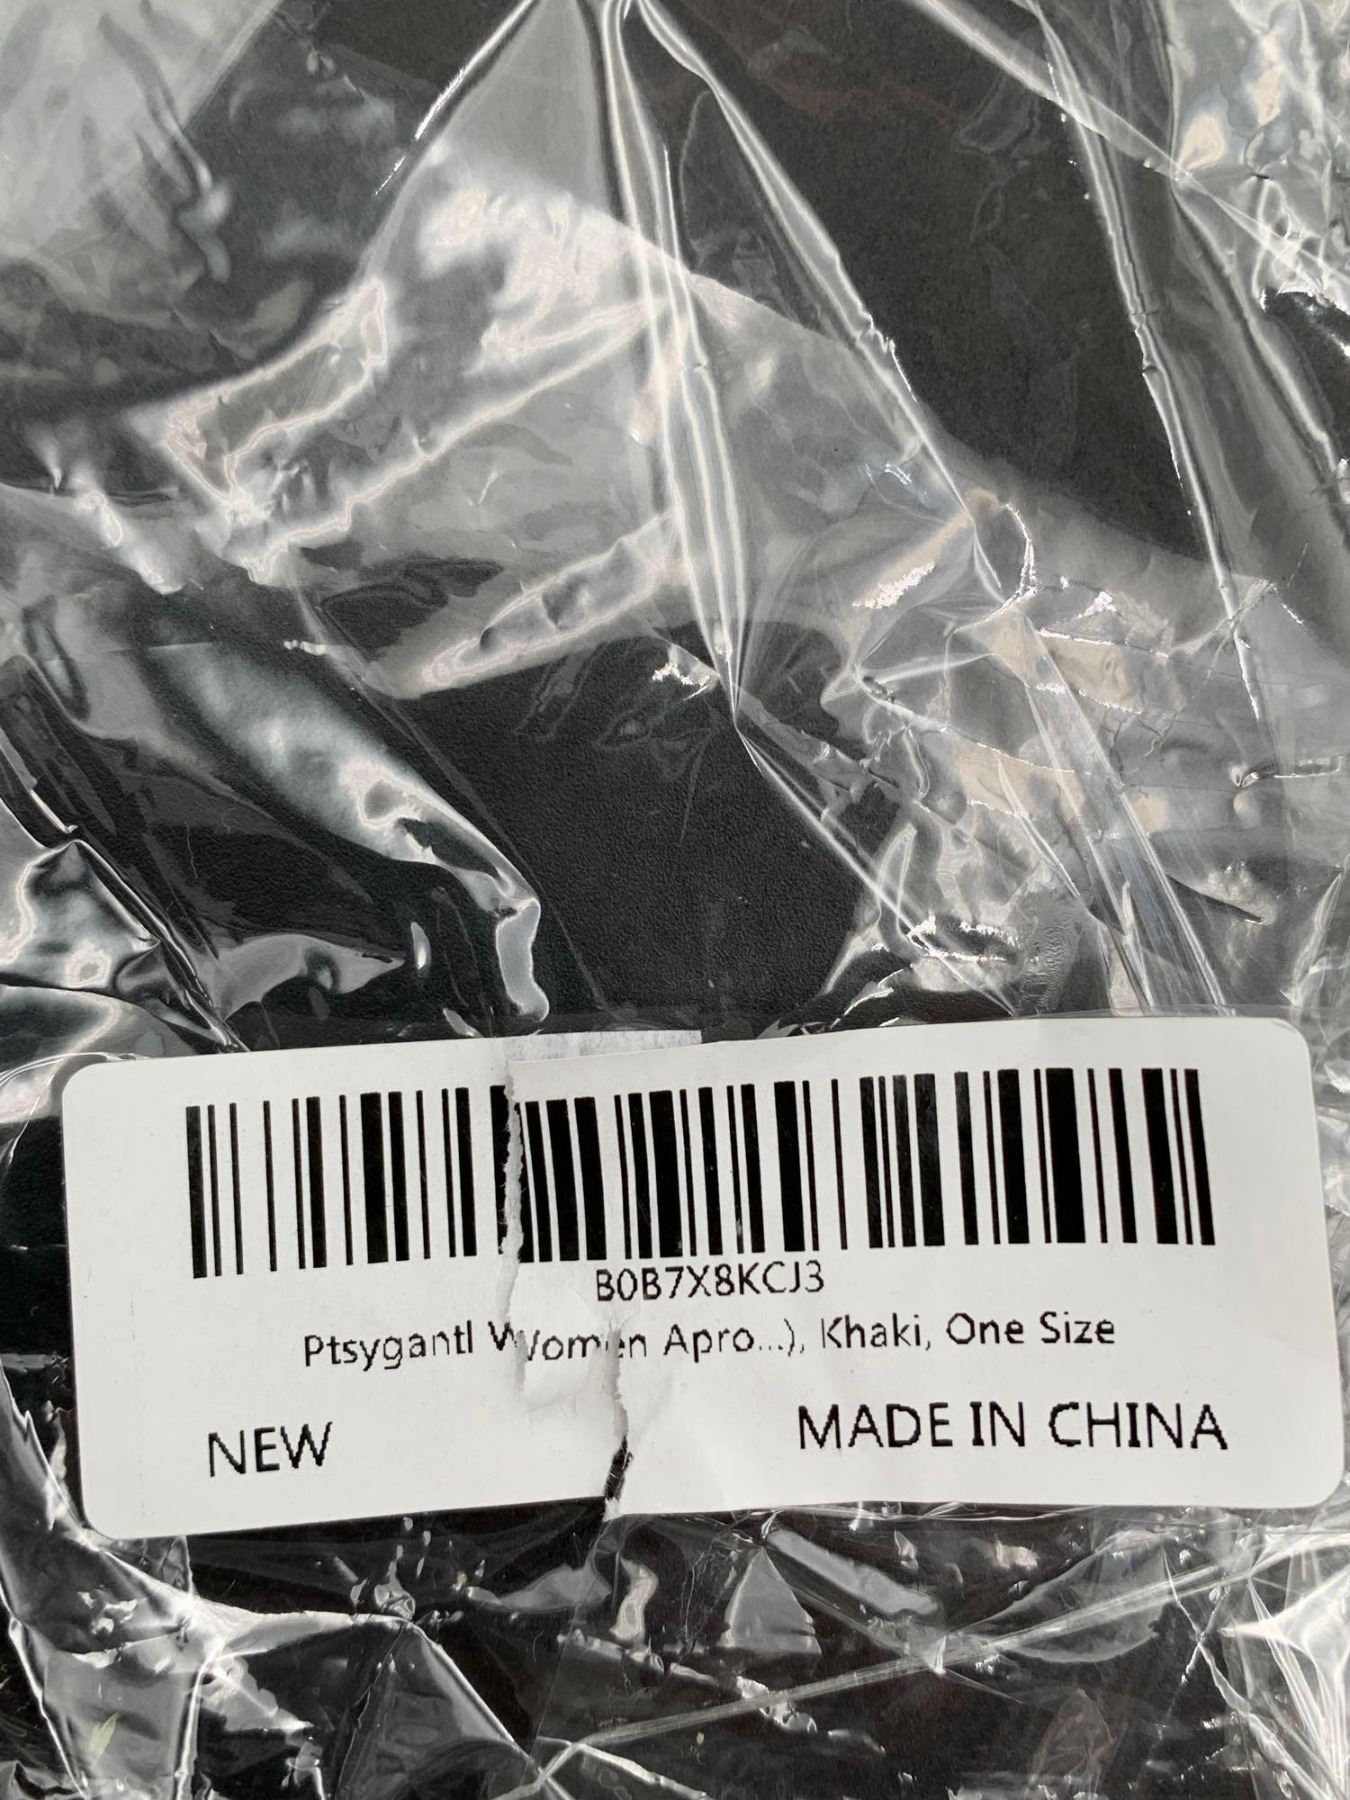 B0B7X8KCJ3
Ptsygantl Women Apro...), Khaki, One Size
NEW
MADE IN CHINA